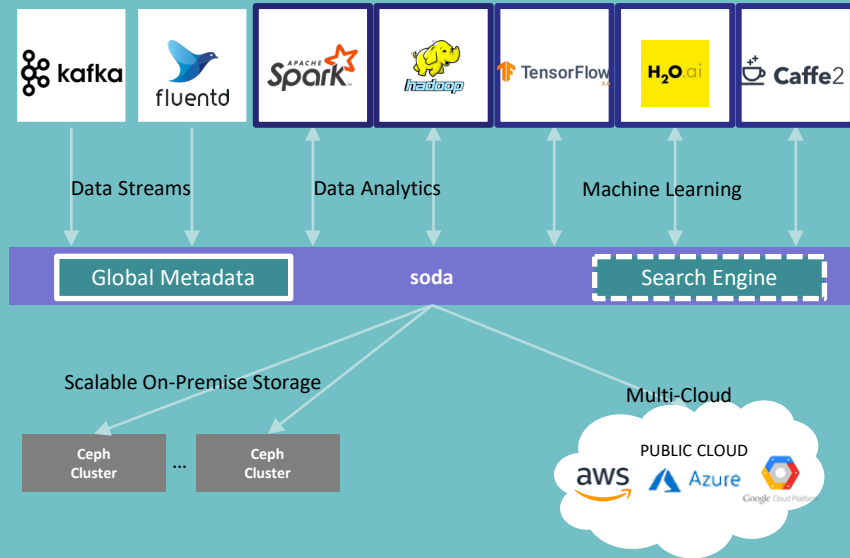 kafka
fluentd
APACHE
Spark
hadoop
TensorFlow
H2O.ai
Caffe2
Data Streams
Data Analytics
Machine Learning
Global Metadata
soda
Search Engine
Scalable On-Premise Storage
Multi-Cloud
Ceph
Cluster
...
Ceph
Cluster
PUBLIC CLOUD
aws
Azure
Google Cloud Platform